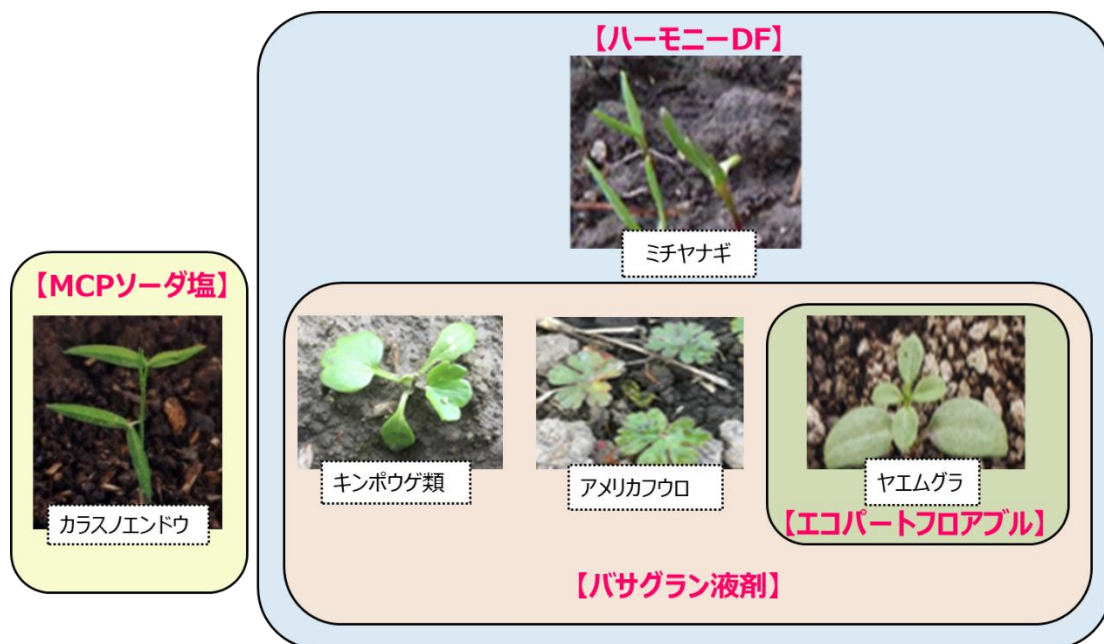 【ハーモニーDF】
ミチヤナギ
【MCPソーダ塩】
カラスノエンドウ
キンポウゲ類
アメリカフウロ
ヤエムグラ
【エコパートフロアブル】
【バサグラン液剤】